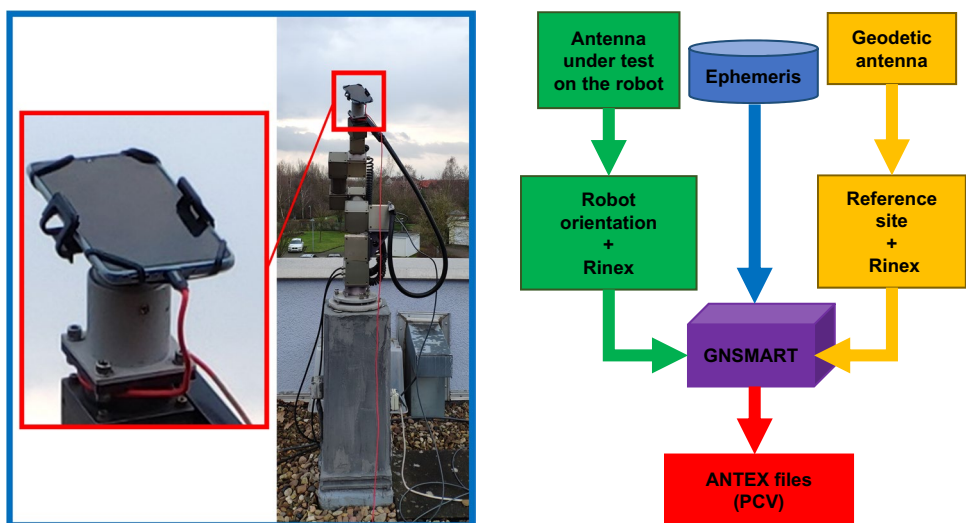 Antenna
under test
on the robot
Ephemeris
Geodetic
antenna
Robot
orientation
+
Rinex
Reference
site
+
Rinex
GNSMART
ANTEX files
(PCV)